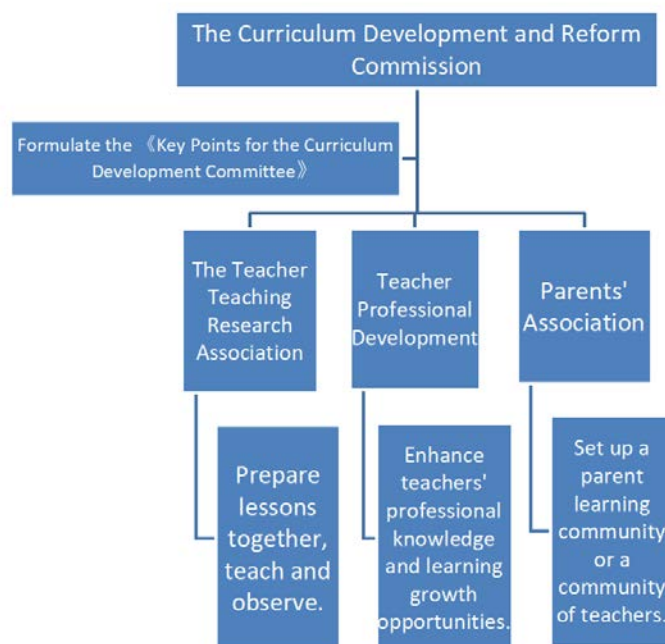 The Curriculum Development and Reform
Commission
Formulate the 《Key Points for the Curriculum
Development Committee》
The Teacher
Teaching
Research
Association
Teacher
Professional
Development
Parents'
Association
Prepare
lessons
together,
teach and
observe.
Enhance
teachers'
professional
knowledge
and learning
growth
opportunities.
Set up a
parent
learning
community
or a
community
of teachers.